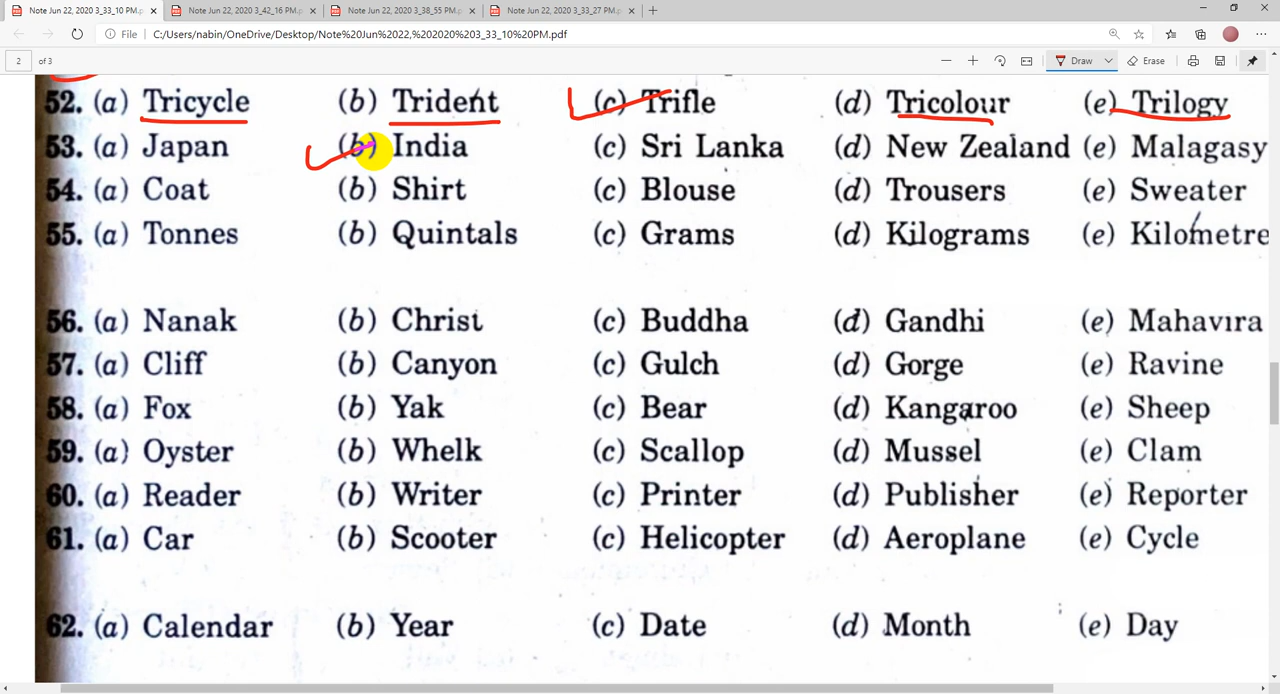 Note Jun 22, 2020 3_33_10 PM.p Note Jun 22, 2020 3_42_16 PM.p Note Jun 22, 2020 3_38_55 PM.p Note Jun 22, 2020 3_33_27 PM.p
File C:/Users/nabin/OneDrive/Desktop/Note%20Jun%2022,%202020%203_33_10%20PM.pdf
2 of 3 Draw Erase
52. (a) Tricycle (b) Trident (c) Trifle (d) Tricolour (e) Trilogy
53. (a) Japan (b) India (c) Sri Lanka (d) New Zealand (e) Malagasy
54. (a) Coat (b) Shirt (c) Blouse (d) Trousers (e) Sweater
55. (a) Tonnes (b) Quintals (c) Grams (d) Kilograms (e) Kilometre
56. (a) Nanak (b) Christ (c) Buddha (d) Gandhi (e) Mahavira
57. (a) Cliff (b) Canyon (c) Gulch (d) Gorge (e) Ravine
58. (a) Fox (b) Yak (c) Bear (d) Kangaroo (e) Sheep
59. (a) Oyster (b) Whelk (c) Scallop (d) Mussel (e) Clam
60. (a) Reader (b) Writer (c) Printer (d) Publisher (e) Reporter
61. (a) Car (b) Scooter (c) Helicopter (d) Aeroplane (e) Cycle
62. (a) Calendar (b) Year (c) Date (d) Month (e) Day